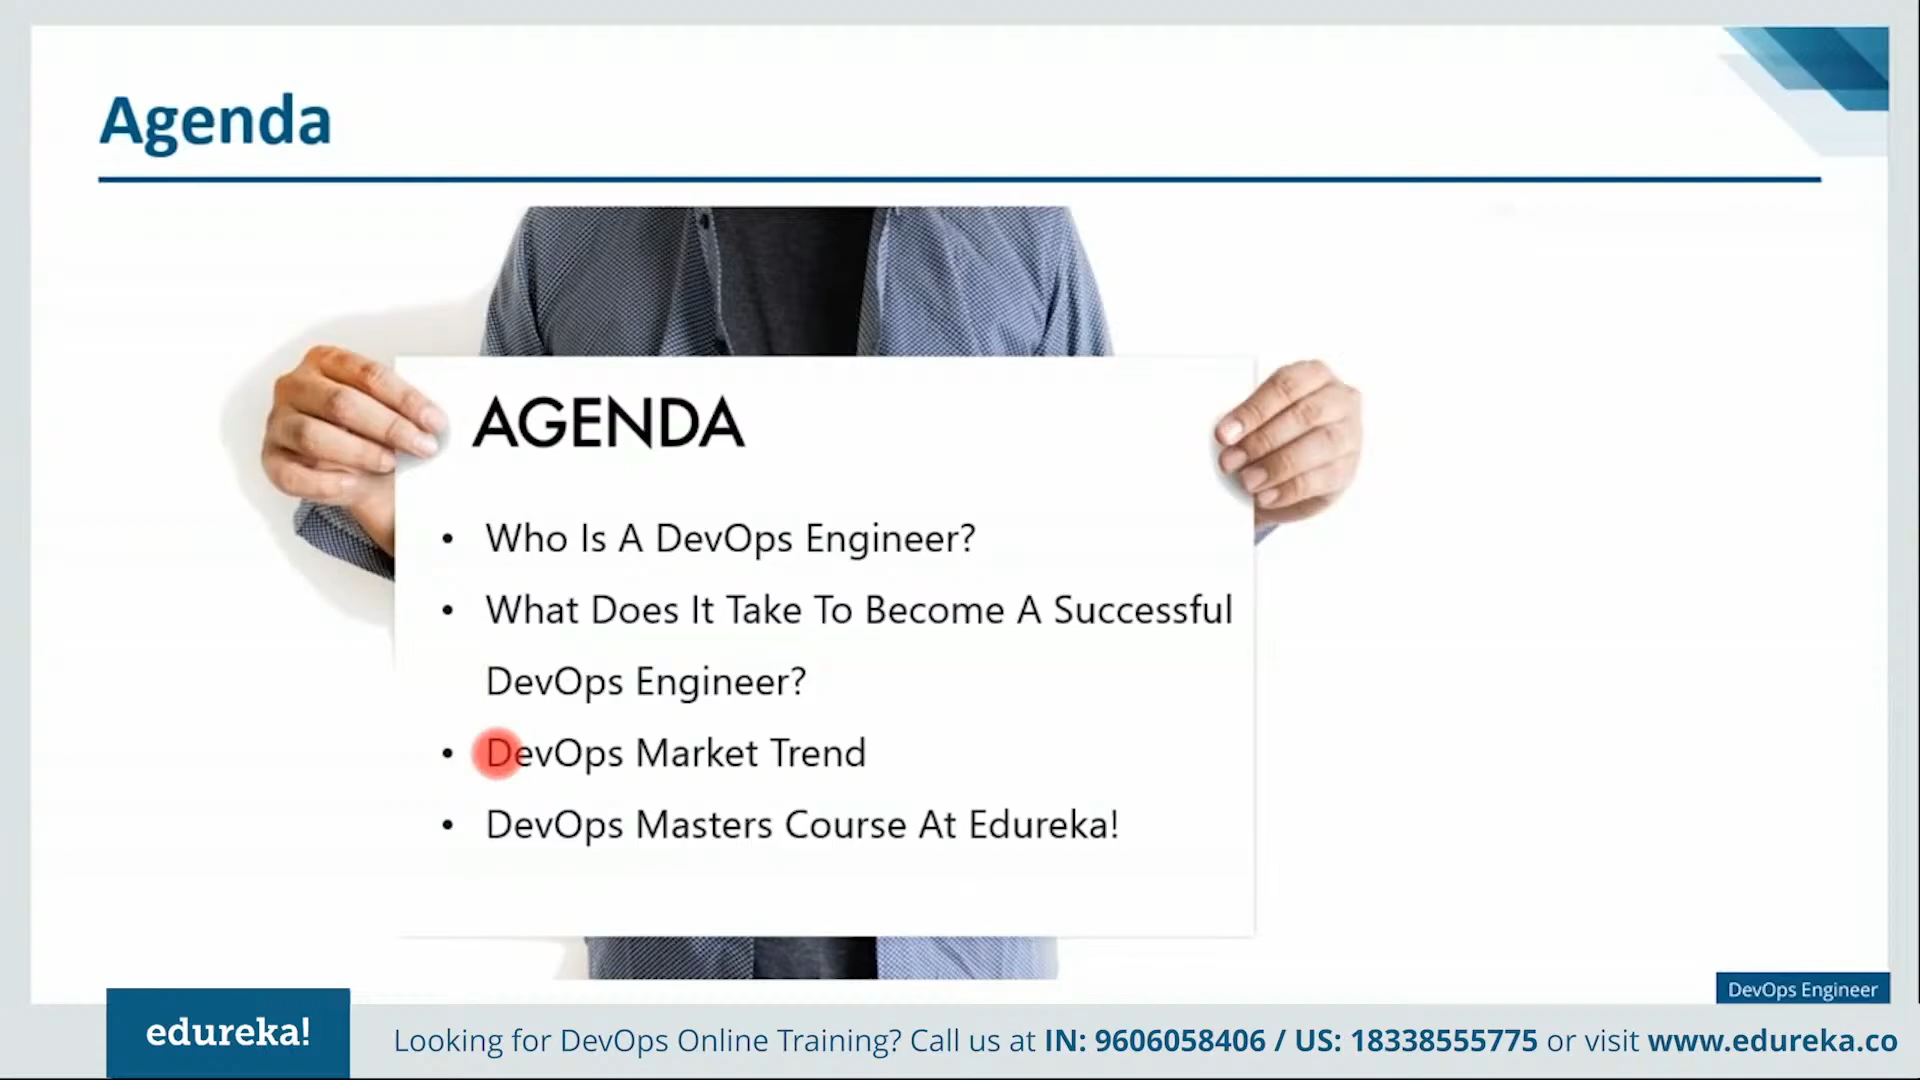 Agenda
AGENDA
• Who Is A DevOps Engineer?
• What Does It Take To Become A Successful
DevOps Engineer?
• DevOps Market Trend
• DevOps Masters Course At Edureka!
DevOps Engineer
edureka!
Looking for DevOps Online Training? Call us at IN: 9606058406 / US: 18338555775 or visit www.edureka.co